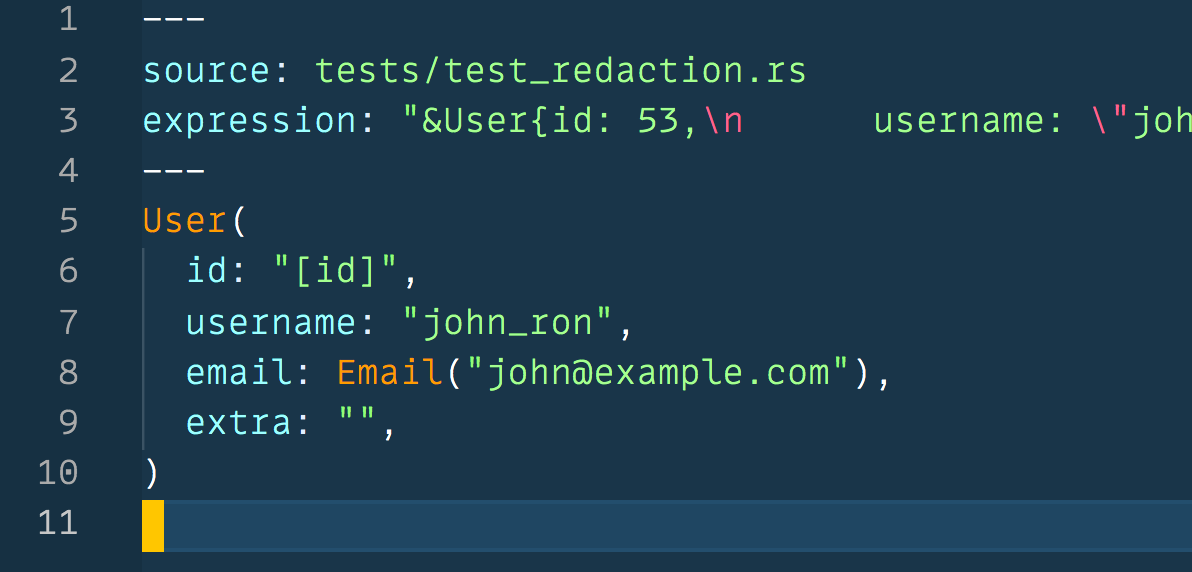 1 ---
2 source: tests/test_redaction.rs
3 expression: "&User{id: 53,\n      username: \"joh
4 ---
5 User(
6   id: "[id]",
7   username: "john_ron",
8   email: Email("john@example.com"),
9   extra: "",
10 )
11